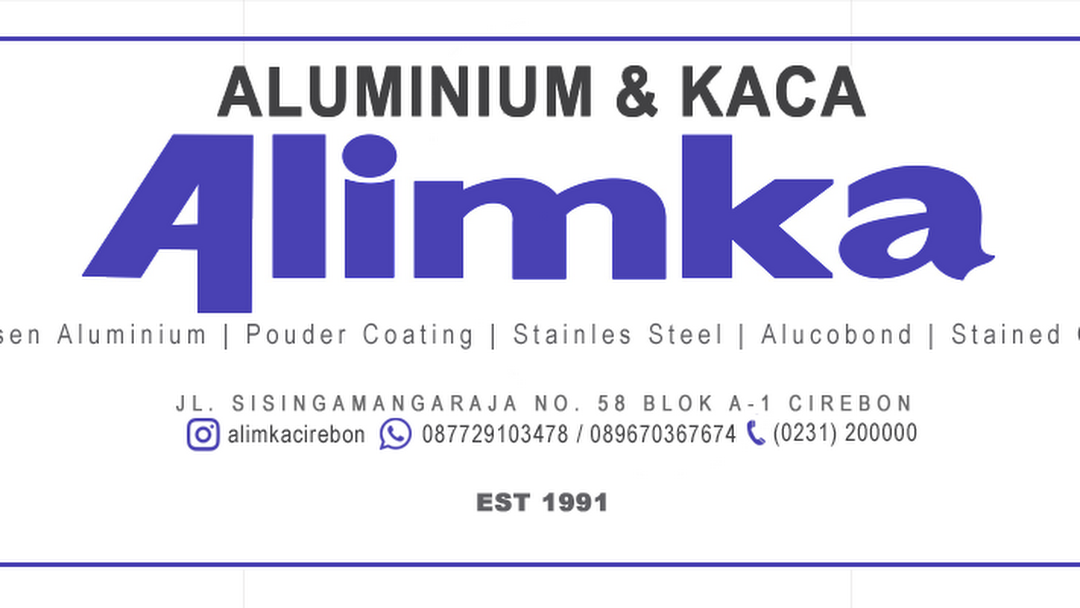 ALUMINIUM & KACA
Alimka
sen Aluminium | Pouder Coating | Stainles Steel | Alucobond | Stained
JL. SISINGAMANGARAJA NO. 58 BLOK A-1 CIREBON
alimkacirebon 087729103478 / 089670367674 (0231) 200000
EST 1991